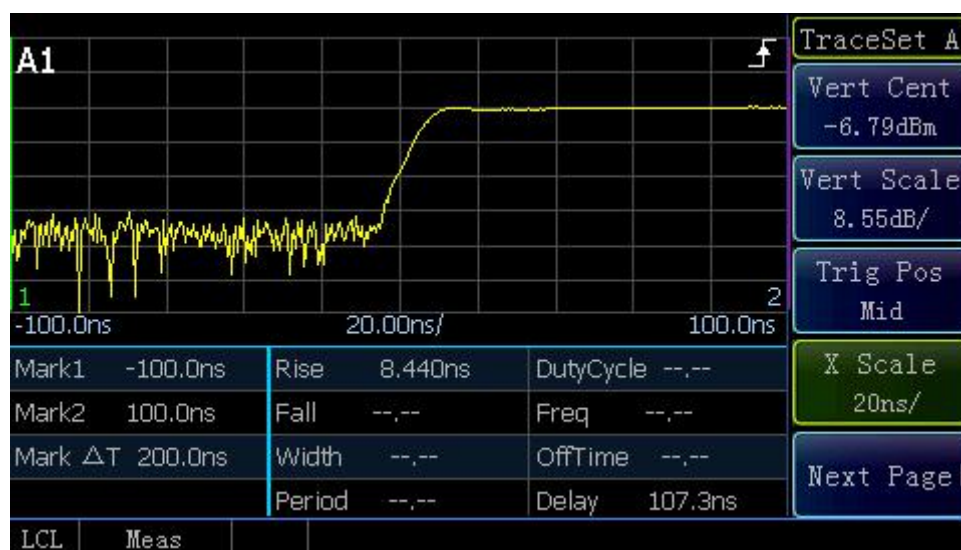 A1
TraceSet A
Vert Cent
-6.79dBm
Vert Scale
8.55dB/
Trig Pos
Mid
X Scale
20ns/
Next Page
1 2
-100.0ns 20.00ns/ 100.0ns
Mark1 -100.0ns Rise 8.440ns DutyCycle --.--
Mark2 100.0ns Fall --.-- Freq --.--
Mark △T 200.0ns Width --.-- OffTime --.--
Period --.-- Delay 107.3ns
LCL Meas